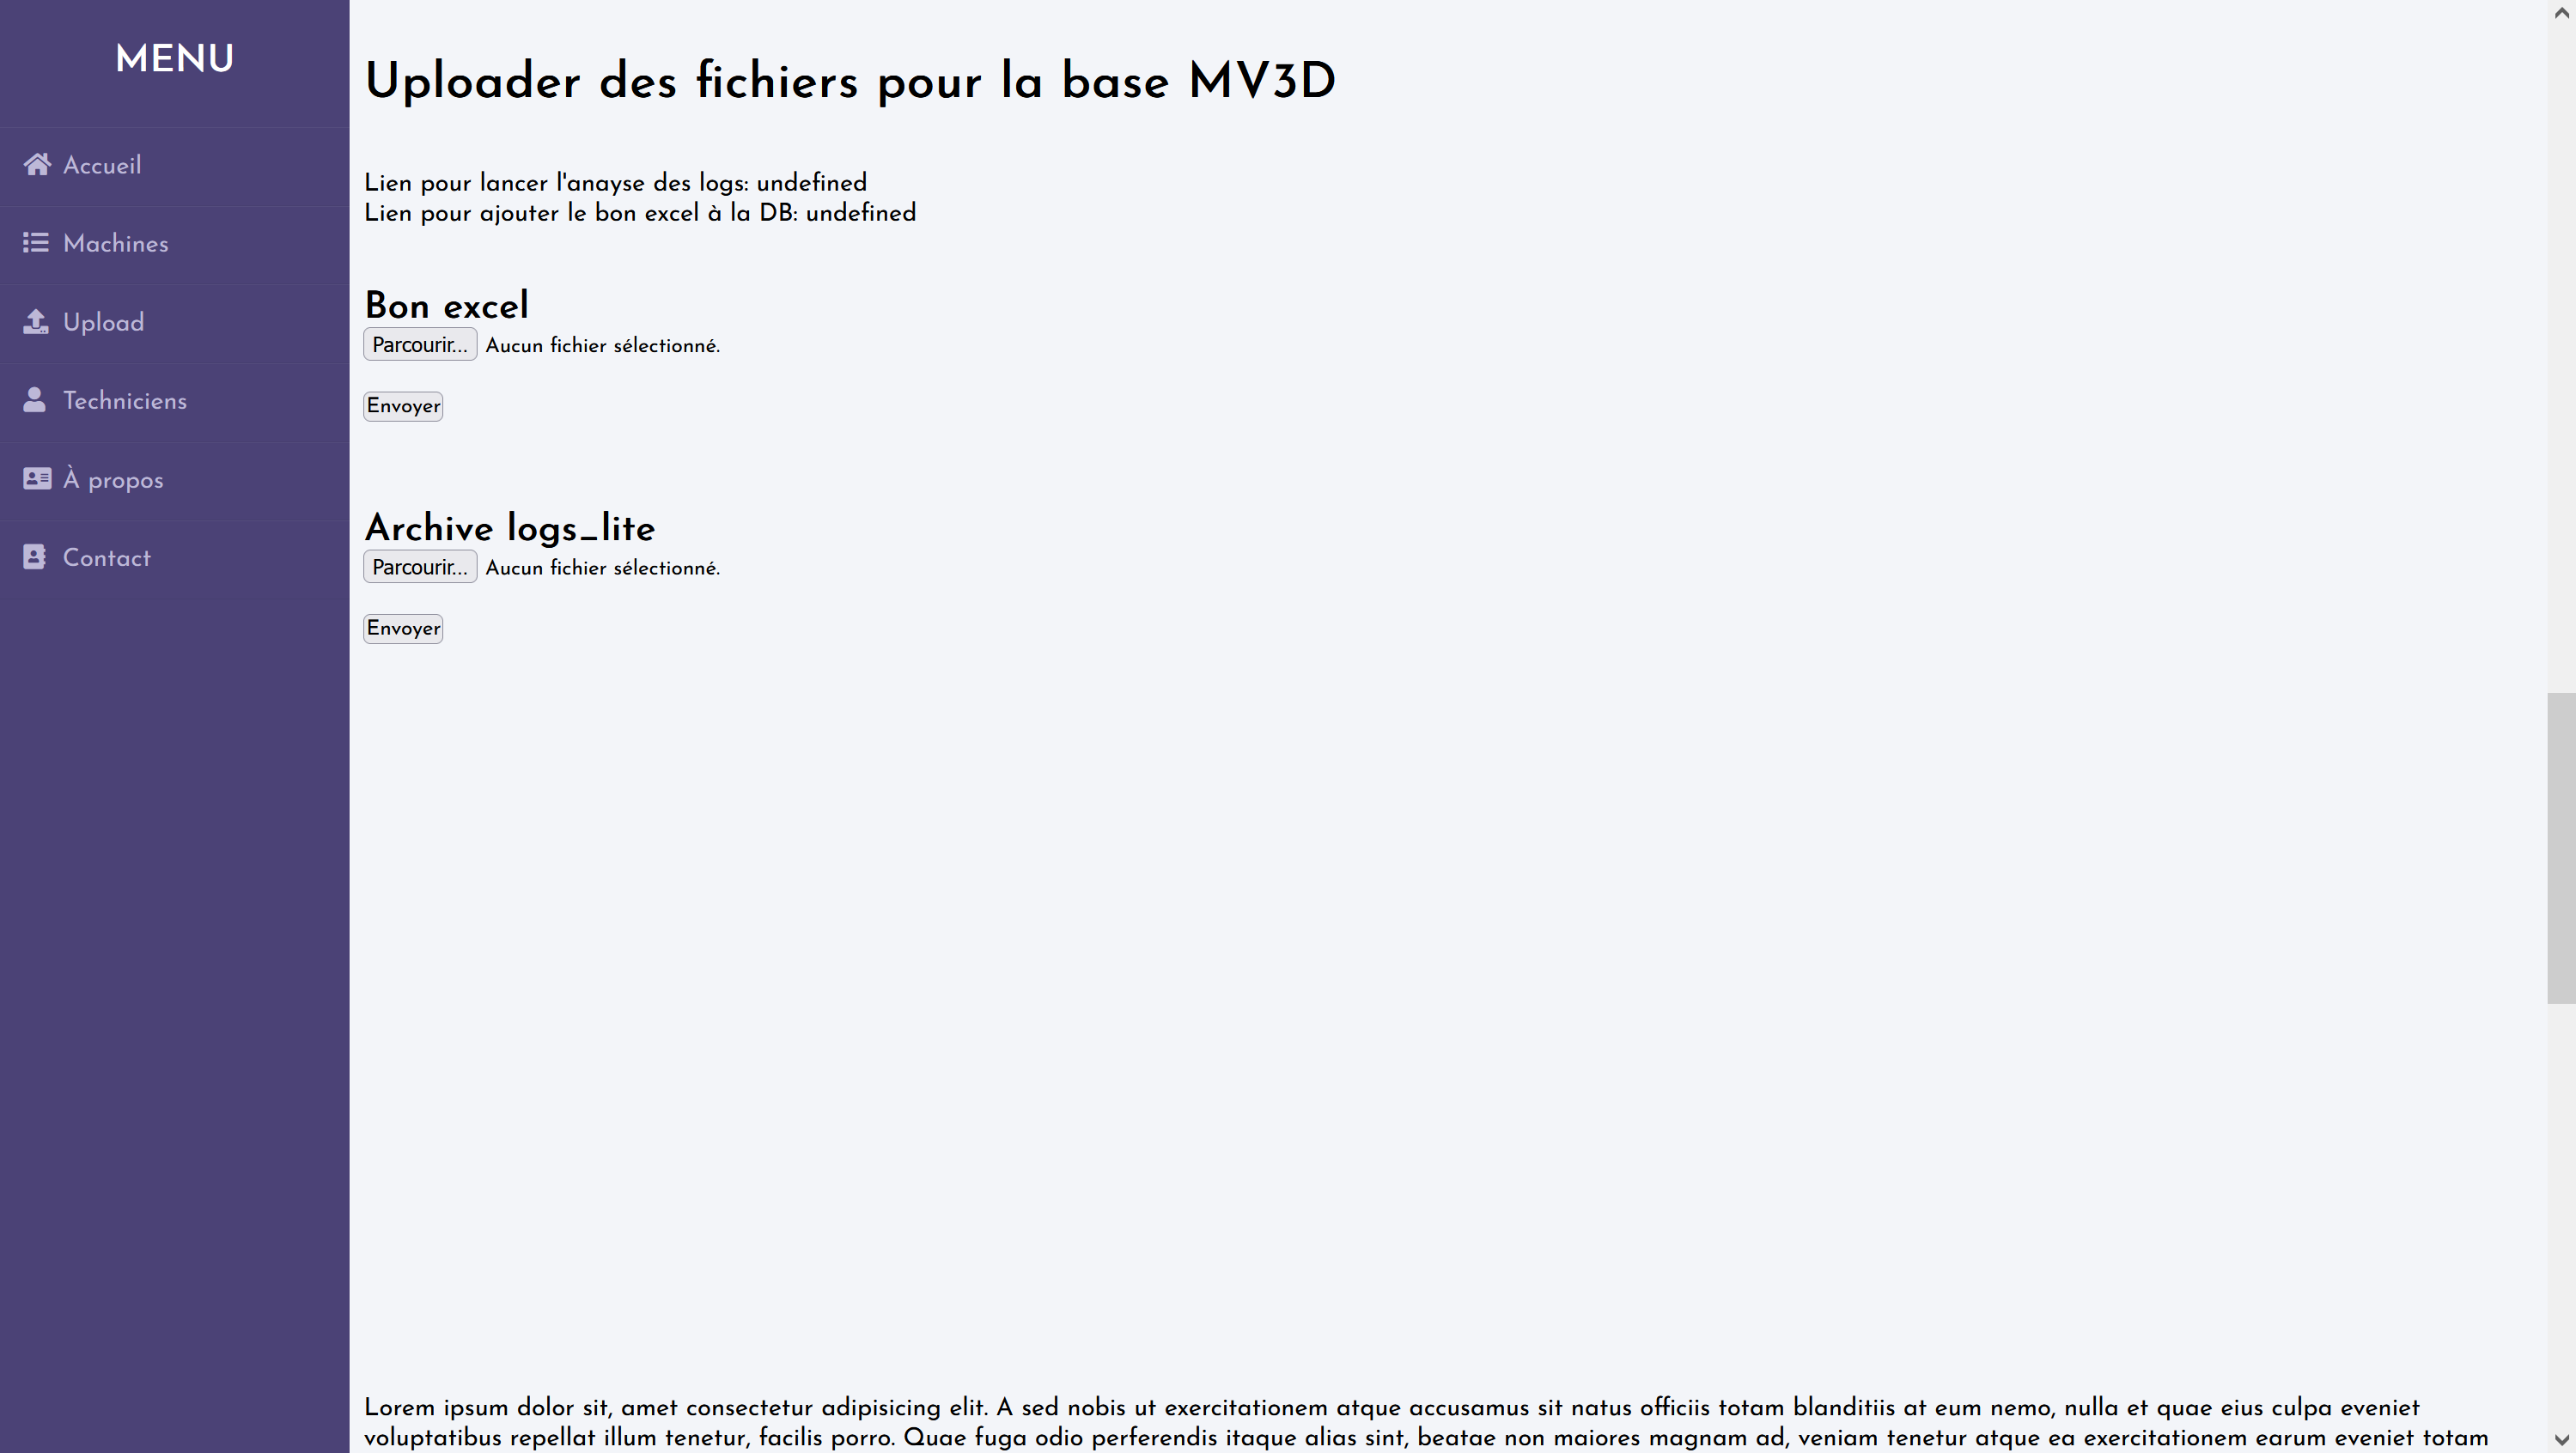 MENU
Accueil
Machines
Upload
Techniciens
À propos
Contact
Uploader des fichiers pour la base MV3D
Lien pour lancer l'anayse des logs: undefined
Lien pour ajouter le bon excel à la DB: undefined
Bon excel
Parcourir... Aucun fichier sélectionné.
Envoyer
Archive logs_lite
Parcourir... Aucun fichier sélectionné.
Envoyer
Lorem ipsum dolor sit, amet consectetur adipisicing elit. A sed nobis ut exercitationem atque accusamus sit natus officiis totam blanditiis at eum nemo, nulla et quae eius culpa eveniet
voluptatibus repellat illum tenetur, facilis porro. Quae fuga odio perferendis itaque alias sint, beatae non maiores magnam ad, veniam tenetur atque ea exercitationem earum eveniet totam